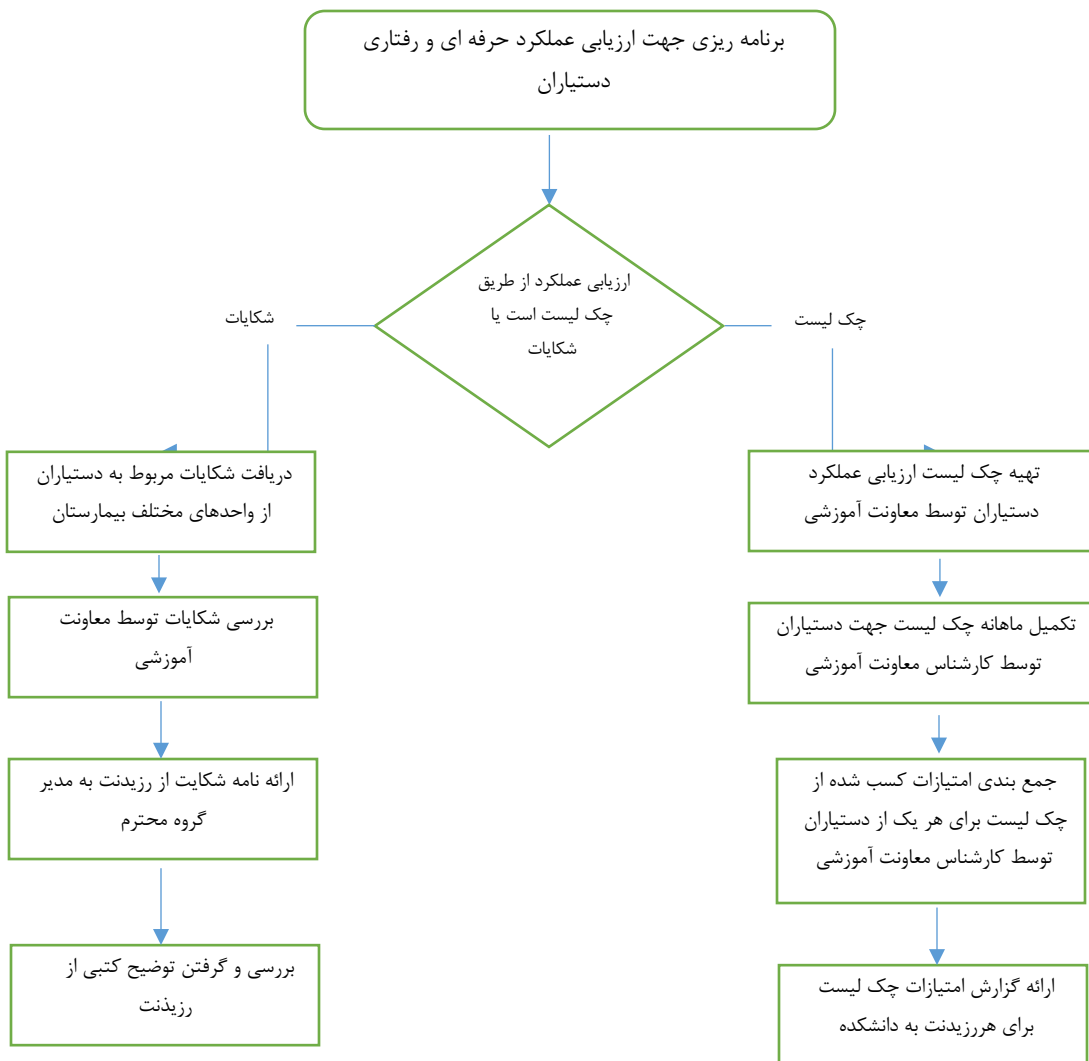 برنامه ریزی جهت ارزیابی عملکرد حرفه ای و رفتاری
دستیاران
ارزیابی عملکرد از طریق
چک لیست است یا
شکایات
چک لیست
شکایات
تهیه چک لیست ارزیابی عملکرد
دستیاران توسط معاونت آموزشی
تکمیل ماهانه چک لیست جهت دستیاران
توسط کارشناس معاونت آموزشی
جمع بندی امتیازات کسب شده از
چک لیست برای هر یک از دستیاران
توسط کارشناس معاونت آموزشی
ارائه گزارش امتیازات چک لیست
برای هررزیدنت به دانشکده
دریافت شکایات مربوط به دستیاران
از واحدهای مختلف بیمارستان
بررسی شکایات توسط معاونت
آموزشی
ارائه نامه شکایت از رزیدنت به مدیر
گروه محترم
بررسی و گرفتن توضیح کتبی از
رزیذنت